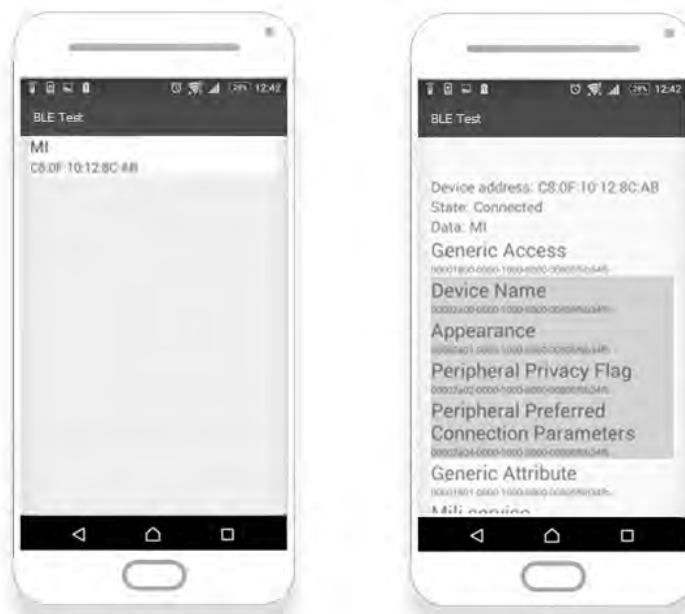 12:42
BLE Test
MI
C8:0F:10:12:8C:AB
12:42
BLE Test
Device address: C8:0F:10:12:8C:AB
State: Connected
Data: MI
Generic Access
Device Name
Appearance
Peripheral Privacy Flag
Peripheral Preferred
Connection Parameters
Generic Attribute
Mili service